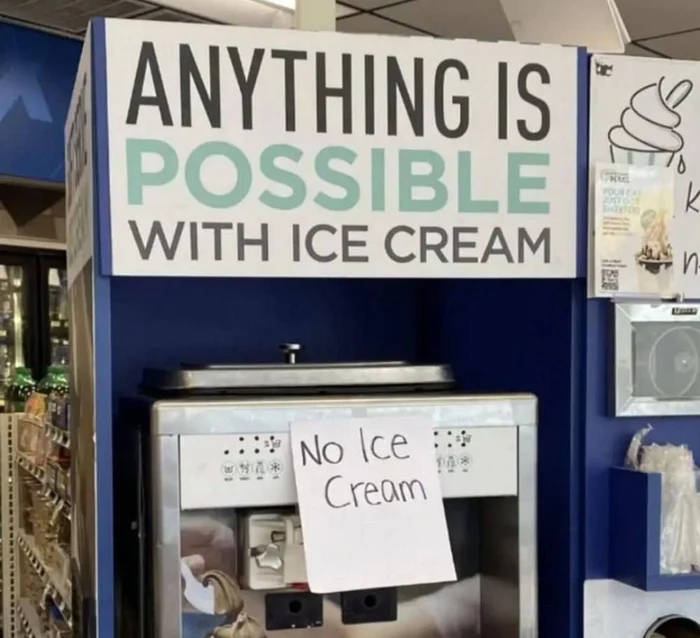 ANYTHING IS
POSSIBLE
WITH ICE CREAM
No Ice
Cream
K
n